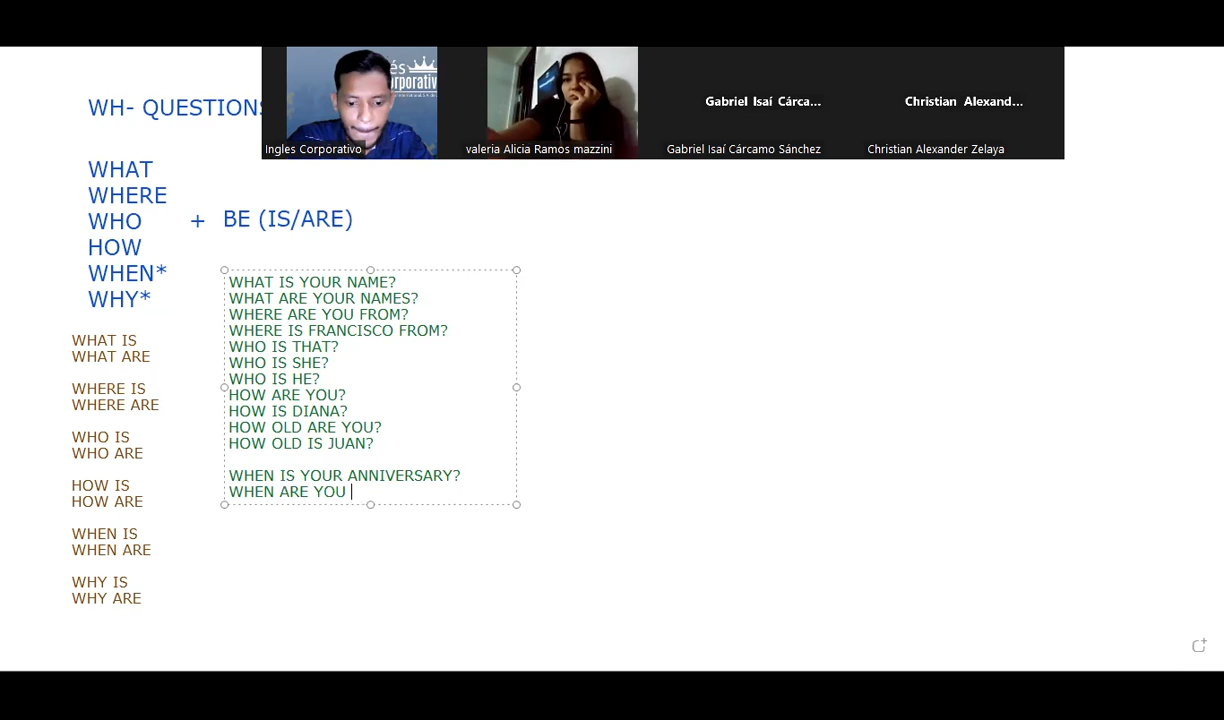 WH- QUESTIONS
és
orporativ
Ingles Corporativo
valeria Alicia Ramos mazzini
Gabriel Isaí Cárca...
Gabriel Isaí Cárcamo Sánchez
Christian Alexand...
Christian Alexander Zelaya
WHAT
WHERE
WHO
HOW
WHEN*
WHY*
+ BE (IS/ARE)
WHAT IS YOUR NAME?
WHAT ARE YOUR NAMES?
WHERE ARE YOU FROM?
WHERE IS FRANCISCO FROM?
WHO IS THAT?
WHO IS SHE?
WHO IS HE?
HOW ARE YOU?
HOW IS DIANA?
HOW OLD ARE YOU?
HOW OLD IS JUAN?
WHEN IS YOUR ANNIVERSARY?
WHEN ARE YOU
WHAT IS
WHAT ARE
WHERE IS
WHERE ARE
WHO IS
WHO ARE
HOW IS
HOW ARE
WHEN IS
WHEN ARE
WHY IS
WHY ARE